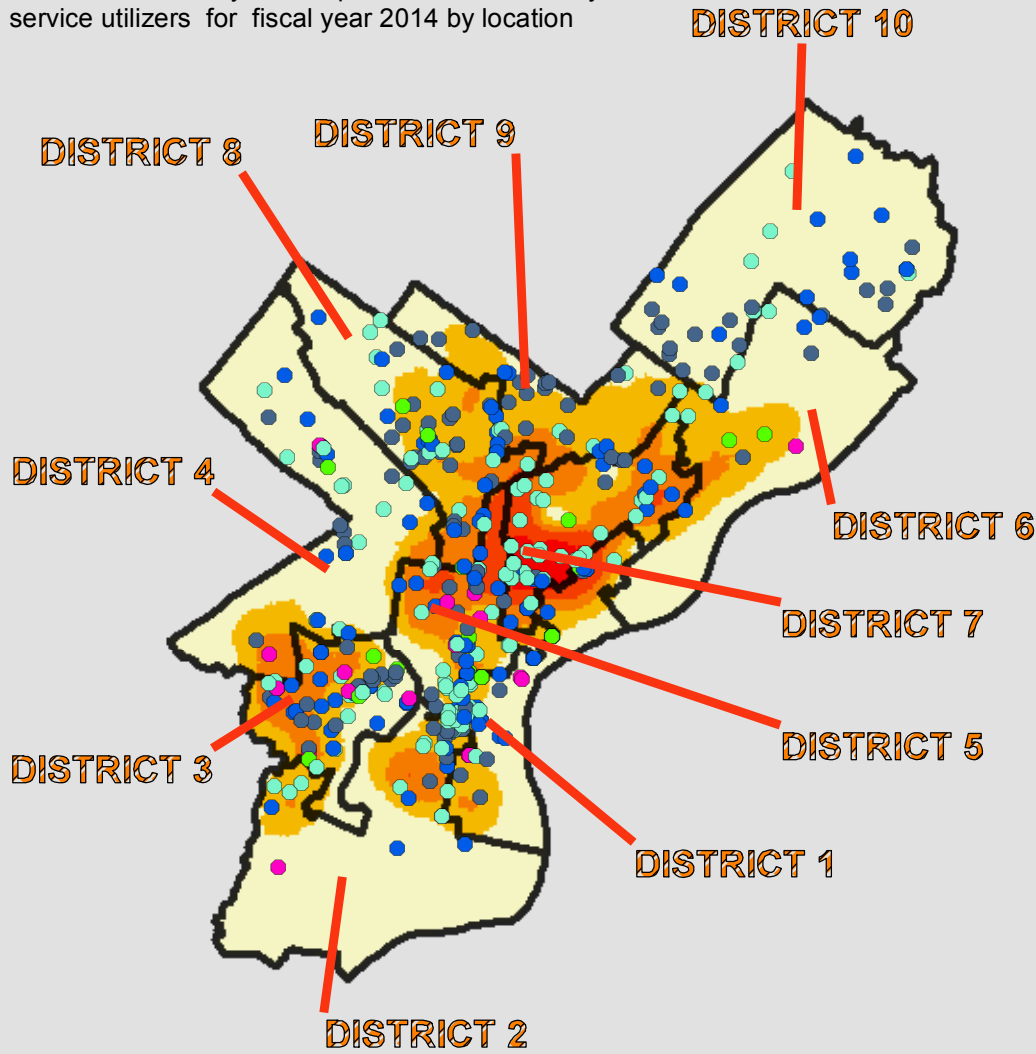 service utilizers for fiscal year 2014 by location
DISTRICT 10
DISTRICT 9
DISTRICT 8
DISTRICT 4
DISTRICT 6
DISTRICT 7
DISTRICT 5
DISTRICT 3
DISTRICT 1
DISTRICT 2